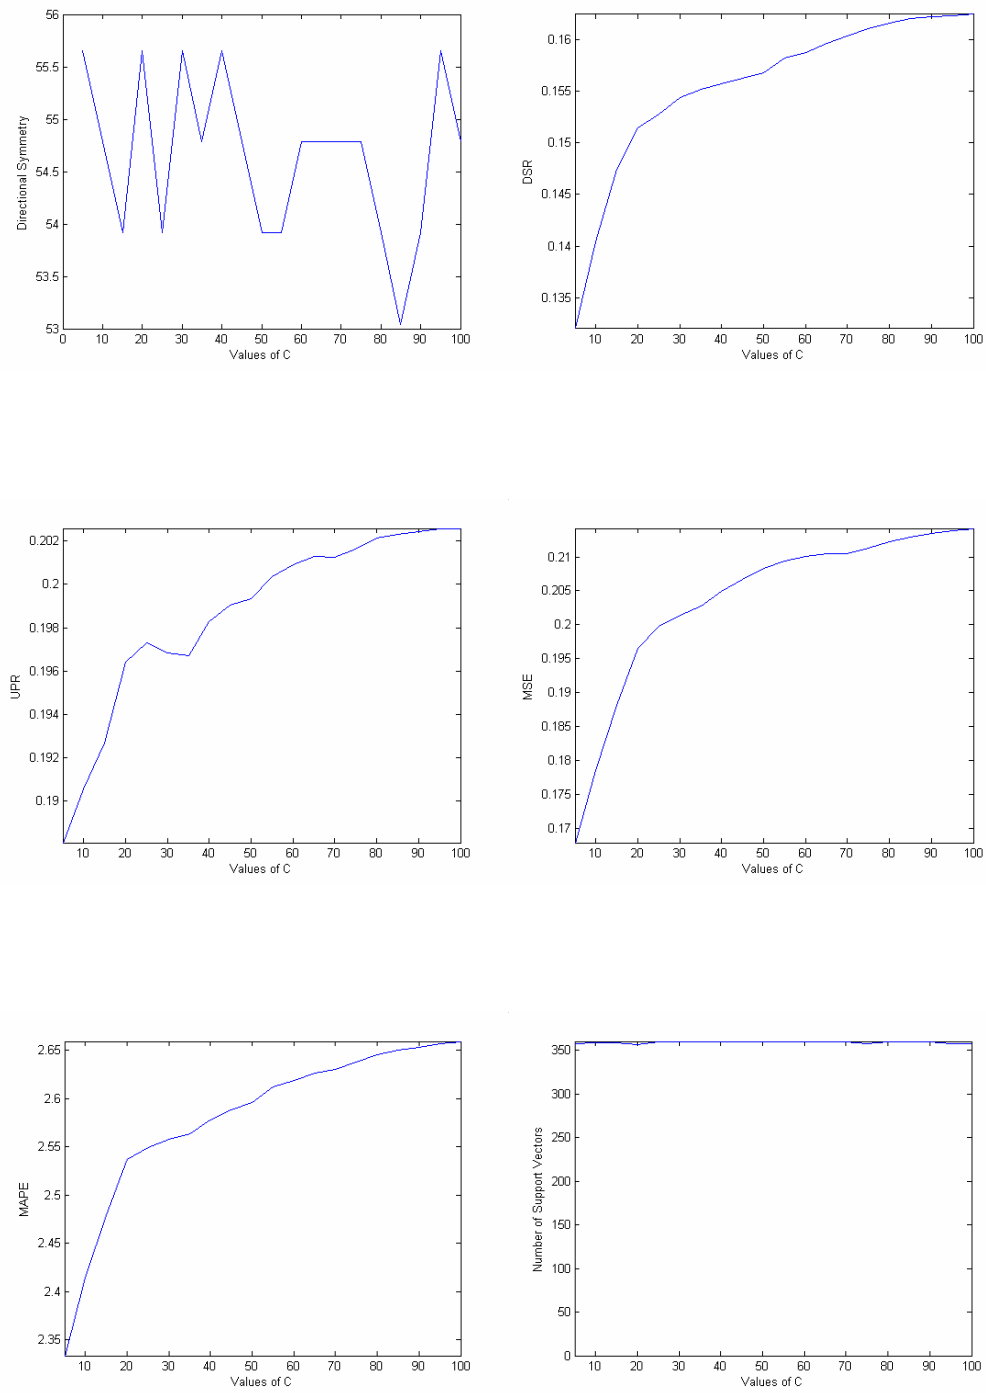 56
55.5
55
54.5
54
53.5
53
Directional Symmetry
0 10 20 30 40 50 60 70 80 90 100
Values of C
0.16
0.155
0.15
0.145
0.14
0.135
DSR
10 20 30 40 50 60 70 80 90 100
Values of C
0.202
0.2
0.198
0.196
0.194
0.192
0.19
UPR
10 20 30 40 50 60 70 80 90 100
Values of C
0.21
0.205
0.2
0.195
0.19
0.185
0.18
0.175
0.17
MSE
10 20 30 40 50 60 70 80 90 100
Values of C
2.65
2.6
2.55
2.5
2.45
2.4
2.35
MAPE
10 20 30 40 50 60 70 80 90 100
Values of C
350
300
250
200
150
100
50
0
Number of Support Vectors
10 20 30 40 50 60 70 80 90 100
Values of C